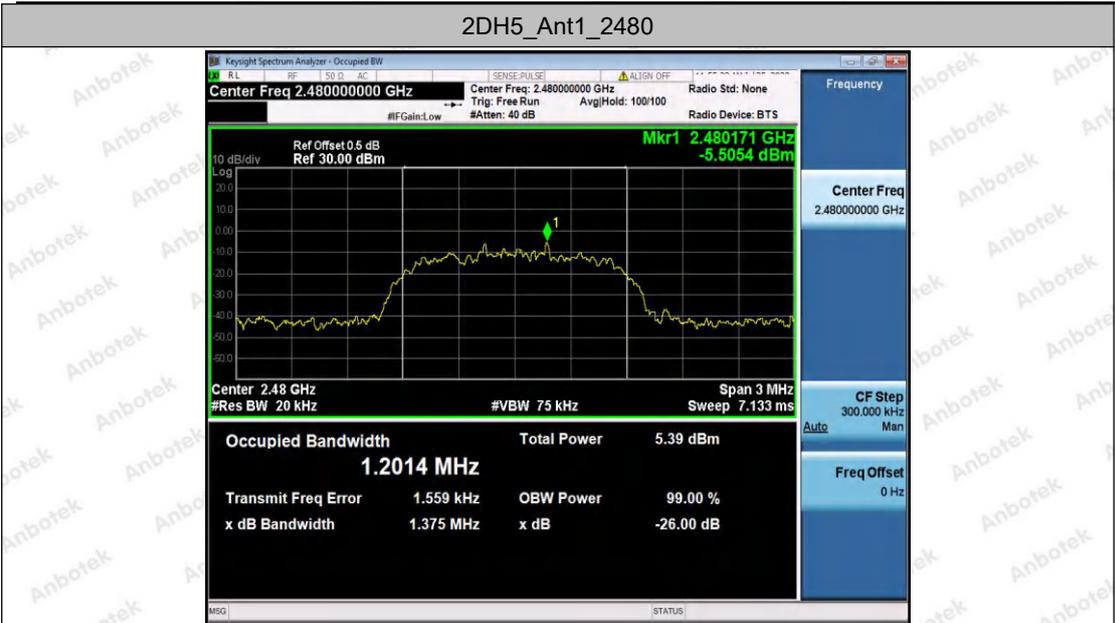 2DH5_Ant1_2480
Keysight Spectrum Analyzer - Occupied BW
RL RF 50 Ω AC SENSE:PULSE ALIGN OFF
Center Freq 2.480000000 GHz
Center Freq: 2.480000000 GHz Radio Std: None
Trig: Free Run Avg|Hold: 100/100
#IFGain:Low #Atten: 40 dB Radio Device: BTS
Ref Offset 0.5 dB Mkr1 2.480171 GHz
10 dB/div Ref 30.00 dBm -5.5054 dBm
Log
20.0
10.0
0.00
-10.0
-20.0
-30.0
-40.0
-50.0
-60.0
1
Center 2.48 GHz Span 3 MHz
#Res BW 20 kHz #VBW 75 kHz Sweep 7.133 ms
Occupied Bandwidth Total Power 5.39 dBm
1.2014 MHz
Transmit Freq Error 1.559 kHz OBW Power 99.00 %
x dB Bandwidth 1.375 MHz x dB -26.00 dB
MSG STATUS
Frequency
Center Freq
2.480000000 GHz
CF Step
300.000 kHz
Auto Man
Freq Offset
0 Hz
Anbotek